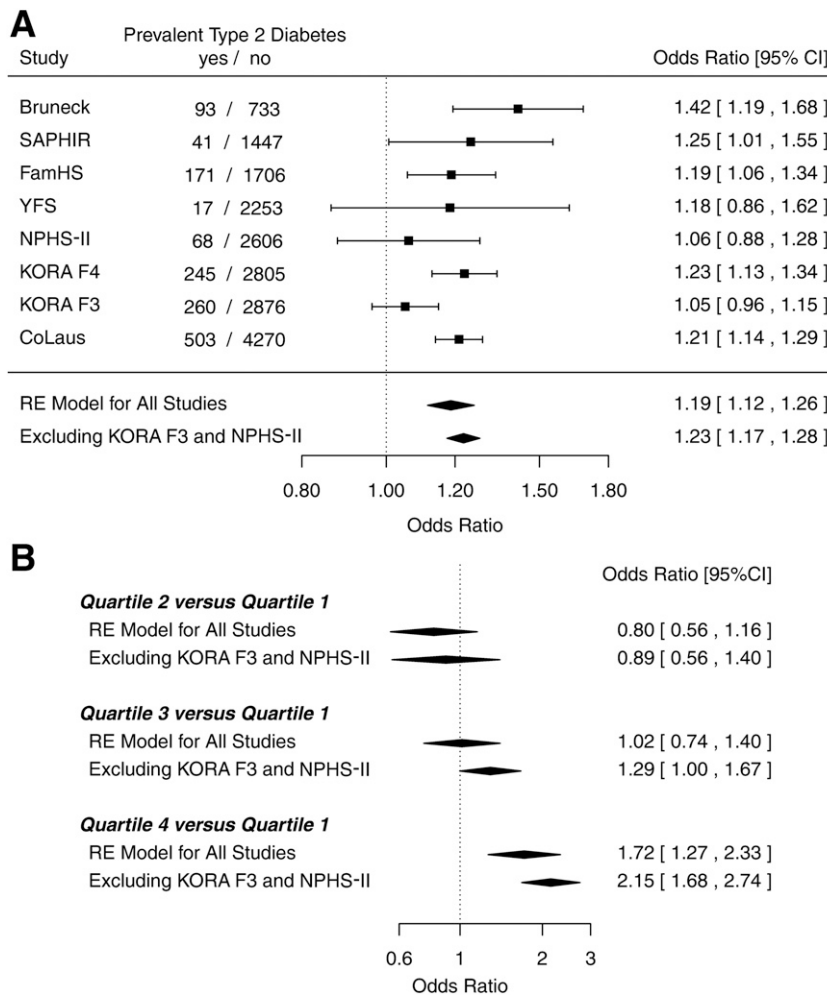 A
Prevalent Type 2 Diabetes
Study yes / no Odds Ratio [95% CI]
Bruneck 93 / 733 1.42 [ 1.19 , 1.68 ]
SAPHIR 41 / 1447 1.25 [ 1.01 , 1.55 ]
FamHS 171 / 1706 1.19 [ 1.06 , 1.34 ]
YFS 17 / 2253 1.18 [ 0.86 , 1.62 ]
NPHS-II 68 / 2606 1.06 [ 0.88 , 1.28 ]
KORA F4 245 / 2805 1.23 [ 1.13 , 1.34 ]
KORA F3 260 / 2876 1.05 [ 0.96 , 1.15 ]
CoLaus 503 / 4270 1.21 [ 1.14 , 1.29 ]
RE Model for All Studies 1.19 [ 1.12 , 1.26 ]
Excluding KORA F3 and NPHS-II 1.23 [ 1.17 , 1.28 ]
0.80 1.00 1.20 1.50 1.80
Odds Ratio
B
Odds Ratio [95%CI]
Quartile 2 versus Quartile 1
RE Model for All Studies 0.80 [ 0.56 , 1.16 ]
Excluding KORA F3 and NPHS-II 0.89 [ 0.56 , 1.40 ]
Quartile 3 versus Quartile 1
RE Model for All Studies 1.02 [ 0.74 , 1.40 ]
Excluding KORA F3 and NPHS-II 1.29 [ 1.00 , 1.67 ]
Quartile 4 versus Quartile 1
RE Model for All Studies 1.72 [ 1.27 , 2.33 ]
Excluding KORA F3 and NPHS-II 2.15 [ 1.68 , 2.74 ]
0.6 1 2 3
Odds Ratio